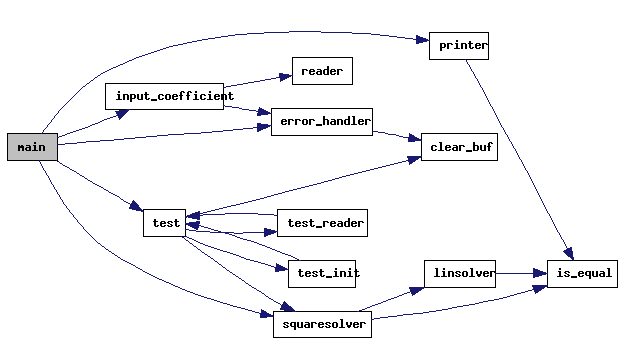 printer
reader
input_coefficient
error_handler
main
clear_buf
test
test_reader
test_init
linsolver
is_equal
squaresolver